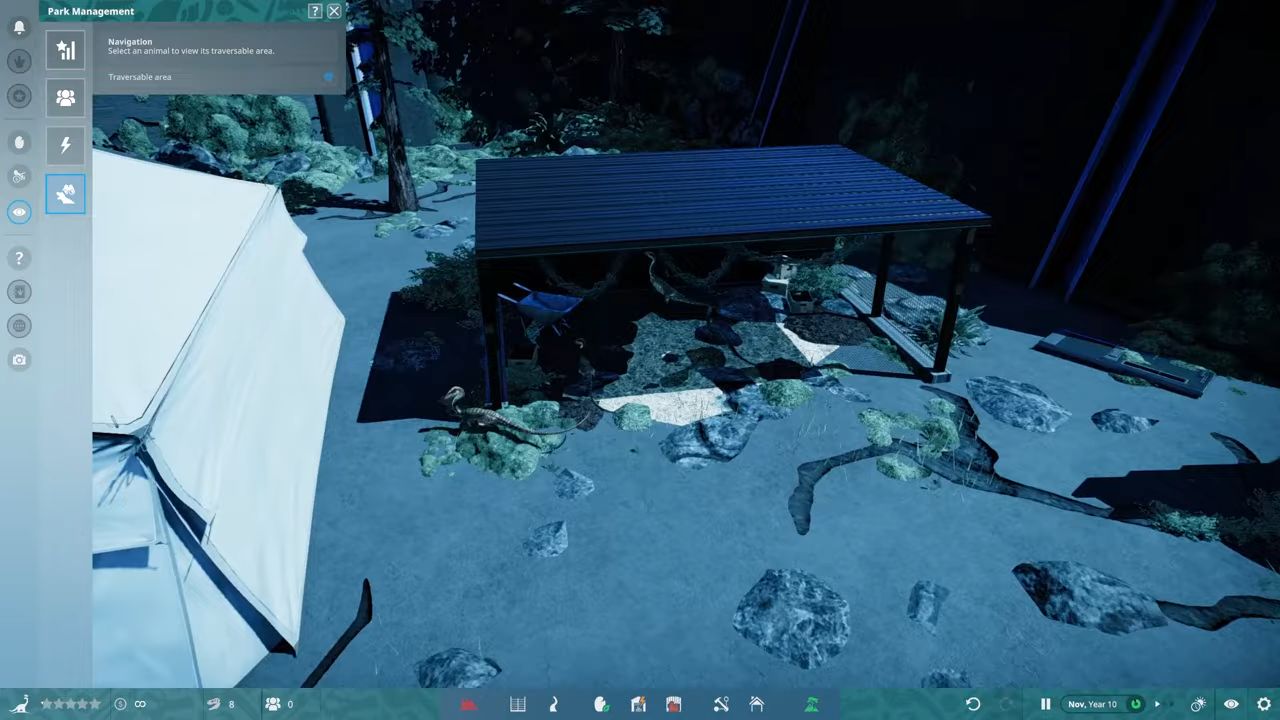 Park Management
?
Navigation
Select an animal to view its traversable area.
Traversable area
?
∞
8
0
Nov, Year 10